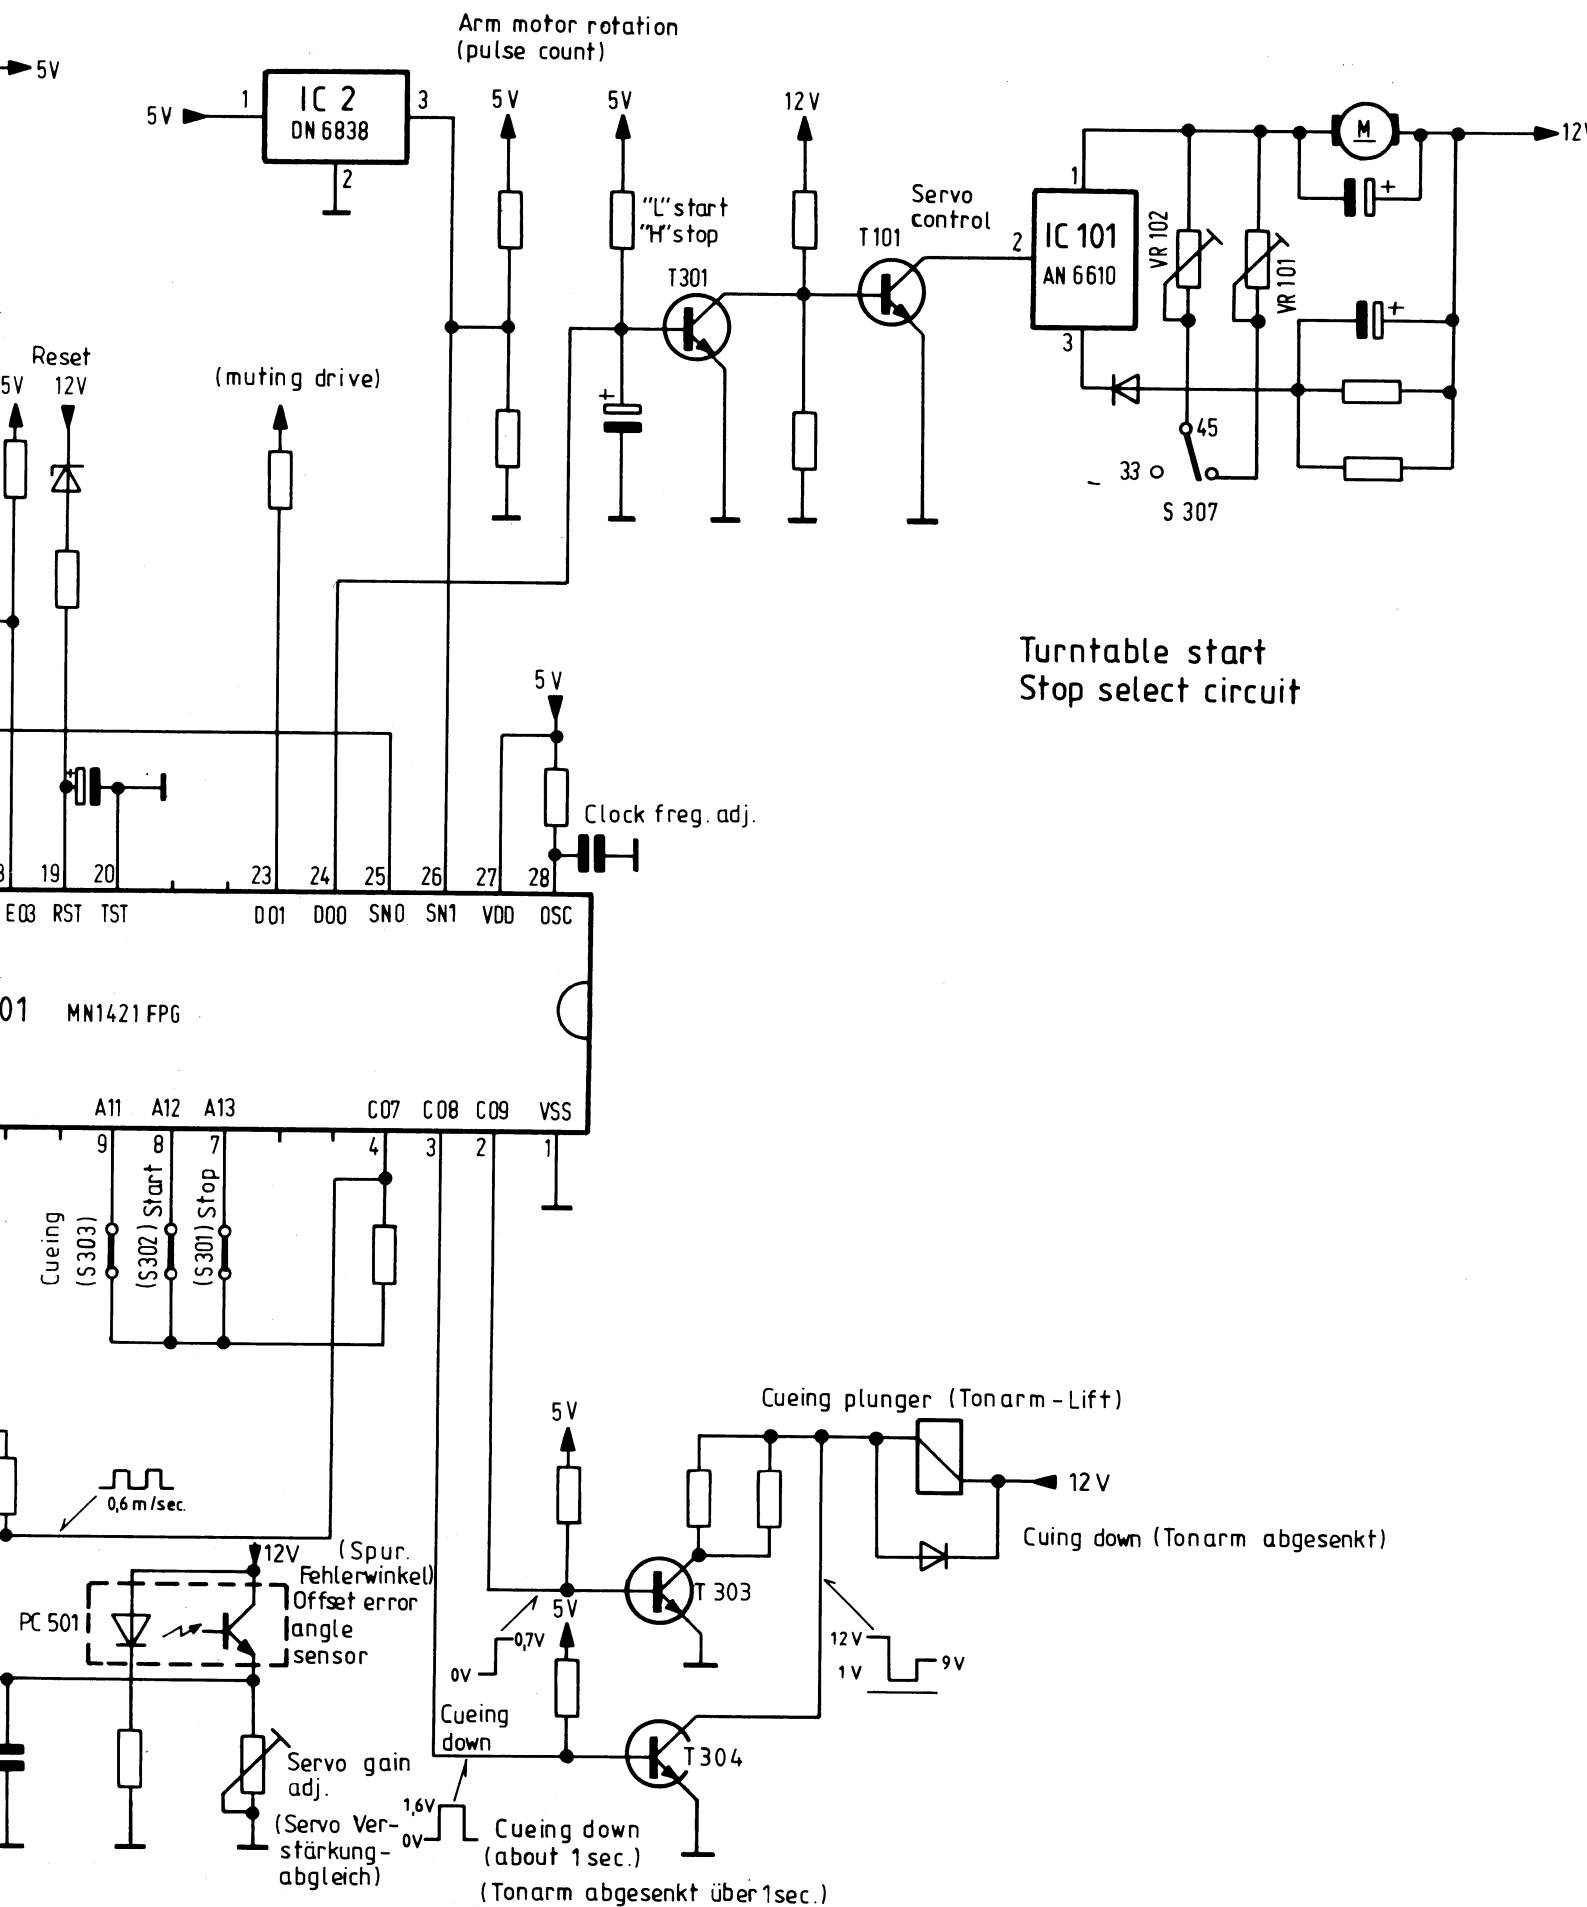 Arm motor rotation
(pulse count)
5V
5V
1
IC 2
DN 6838
3
2
5V
5V
12V
"L" start
"H" stop
T301
T101
Servo
control
2
1
IC 101
AN 6610
3
VR 102
VR 101
M
12V
45
33
S 307
Reset
5V
12V
(muting drive)
Turntable start
Stop select circuit
5V
Clock freg. adj.
19
20
23
24
25
26
27
28
E03
RST
TST
D01
D00
SN0
SN1
VDD
OSC
01
MN1421 FPG
A11
A12
A13
C07
C08
C09
VSS
9
8
7
4
3
2
1
Cueing
(S303)
(S302) Start
(S301) Stop
0,6 m/sec.
12V
(Spur.
Fehlerwinkel)
Offset error
angle
sensor
PC 501
Servo gain
adj.
(Servo Ver-
stärkung-
abgleich)
Cueing plunger (Tonarm-Lift)
5V
12V
Cuing down (Tonarm abgesenkt)
T 303
5V
0,7V
0V
12V
1V
9V
Cueing
down
T304
1,6V
0V
Cueing down
(about 1 sec.)
(Tonarm abgesenkt über 1sec.)